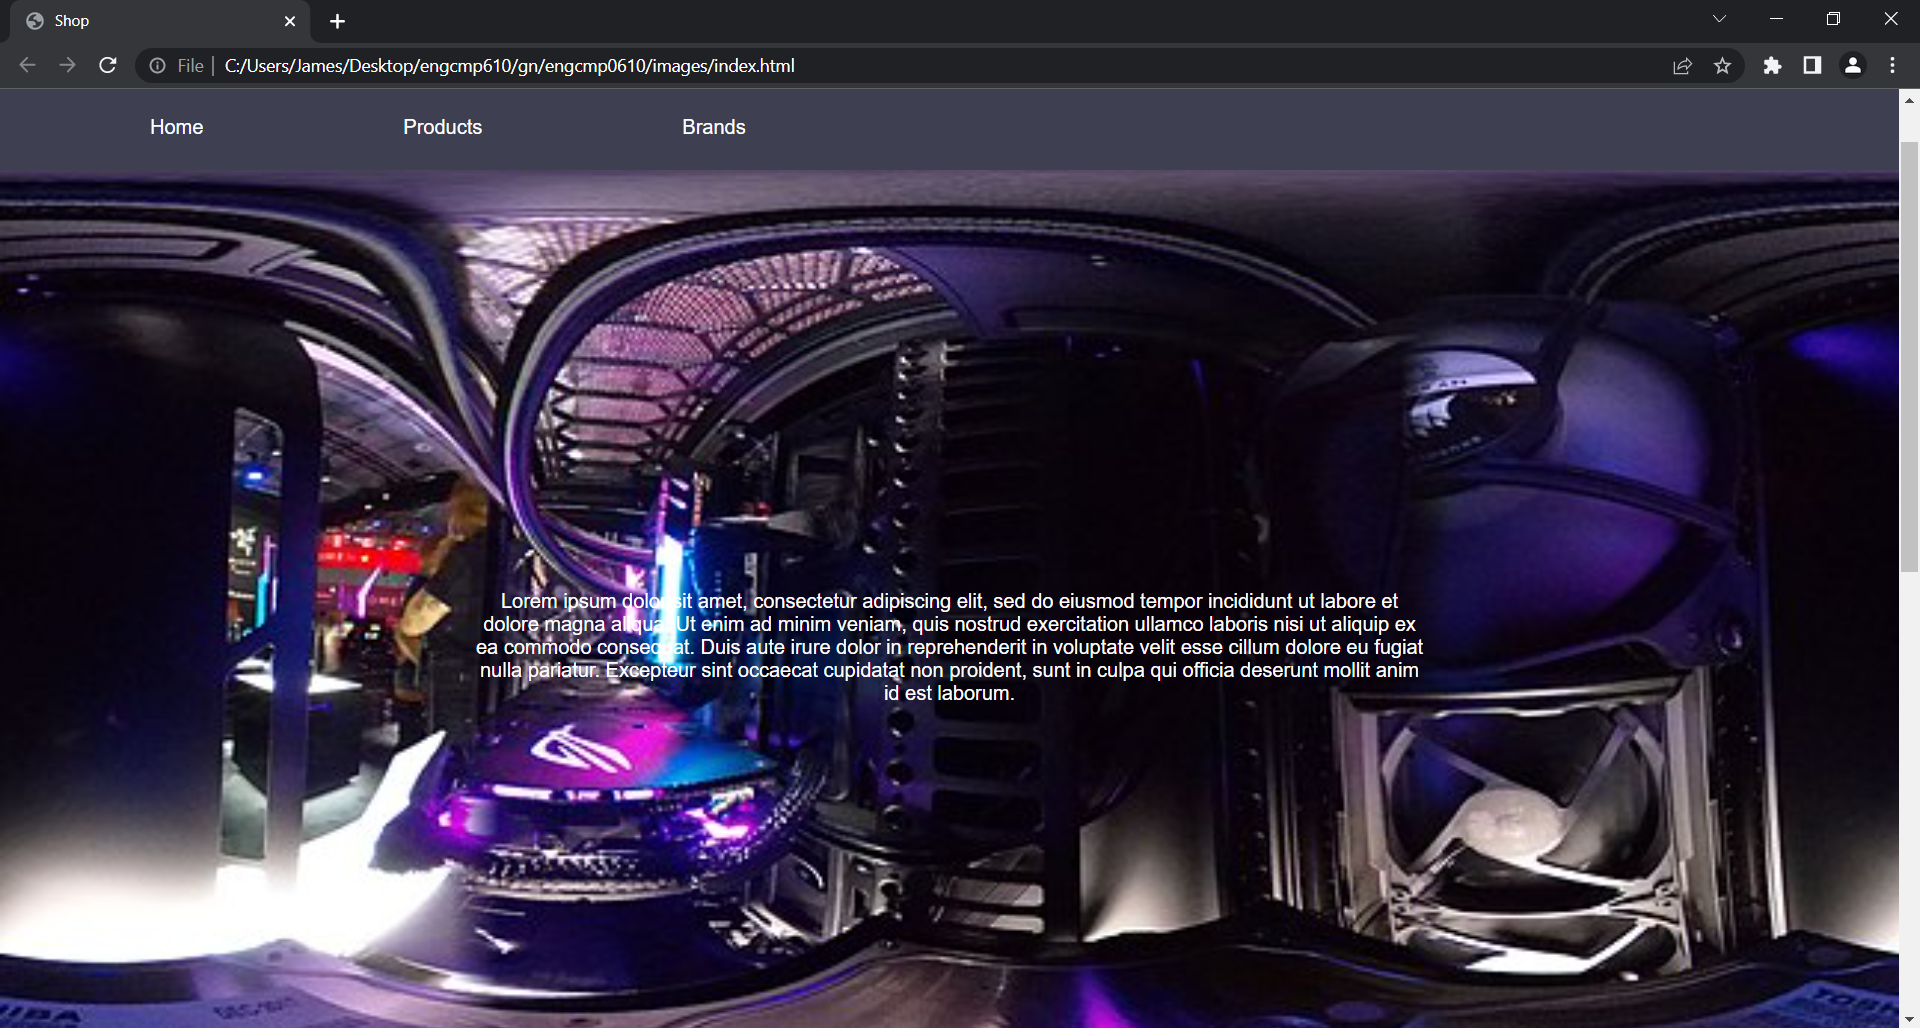 Shop
File
C:/Users/James/Desktop/engcmp610/gn/engcmp0610/images/index.html
Home Products Brands
Lorem ipsum dolor sit amet, consectetur adipiscing elit, sed do eiusmod tempor incididunt ut labore et
dolore magna aliqua. Ut enim ad minim veniam, quis nostrud exercitation ullamco laboris nisi ut aliquip ex
ea commodo consequat. Duis aute irure dolor in reprehenderit in voluptate velit esse cillum dolore eu fugiat
nulla pariatur. Excepteur sint occaecat cupidatat non proident, sunt in culpa qui officia deserunt mollit anim
id est laborum.